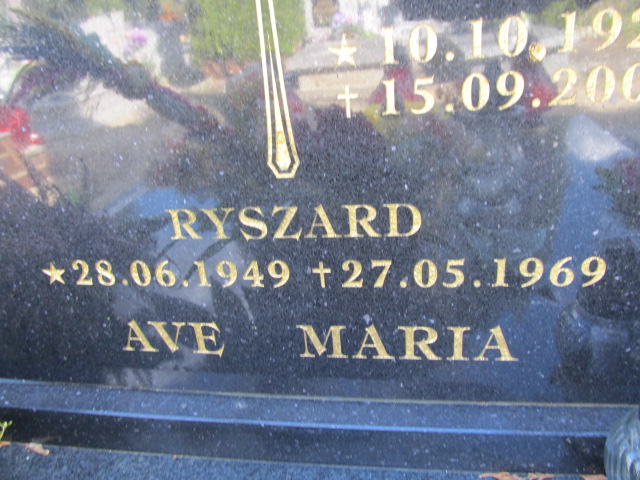 ★ 10.10.192
✝ 15.09.200
RYSZARD
★ 28.06.1949 ✝ 27.05.1969
AVE MARIA